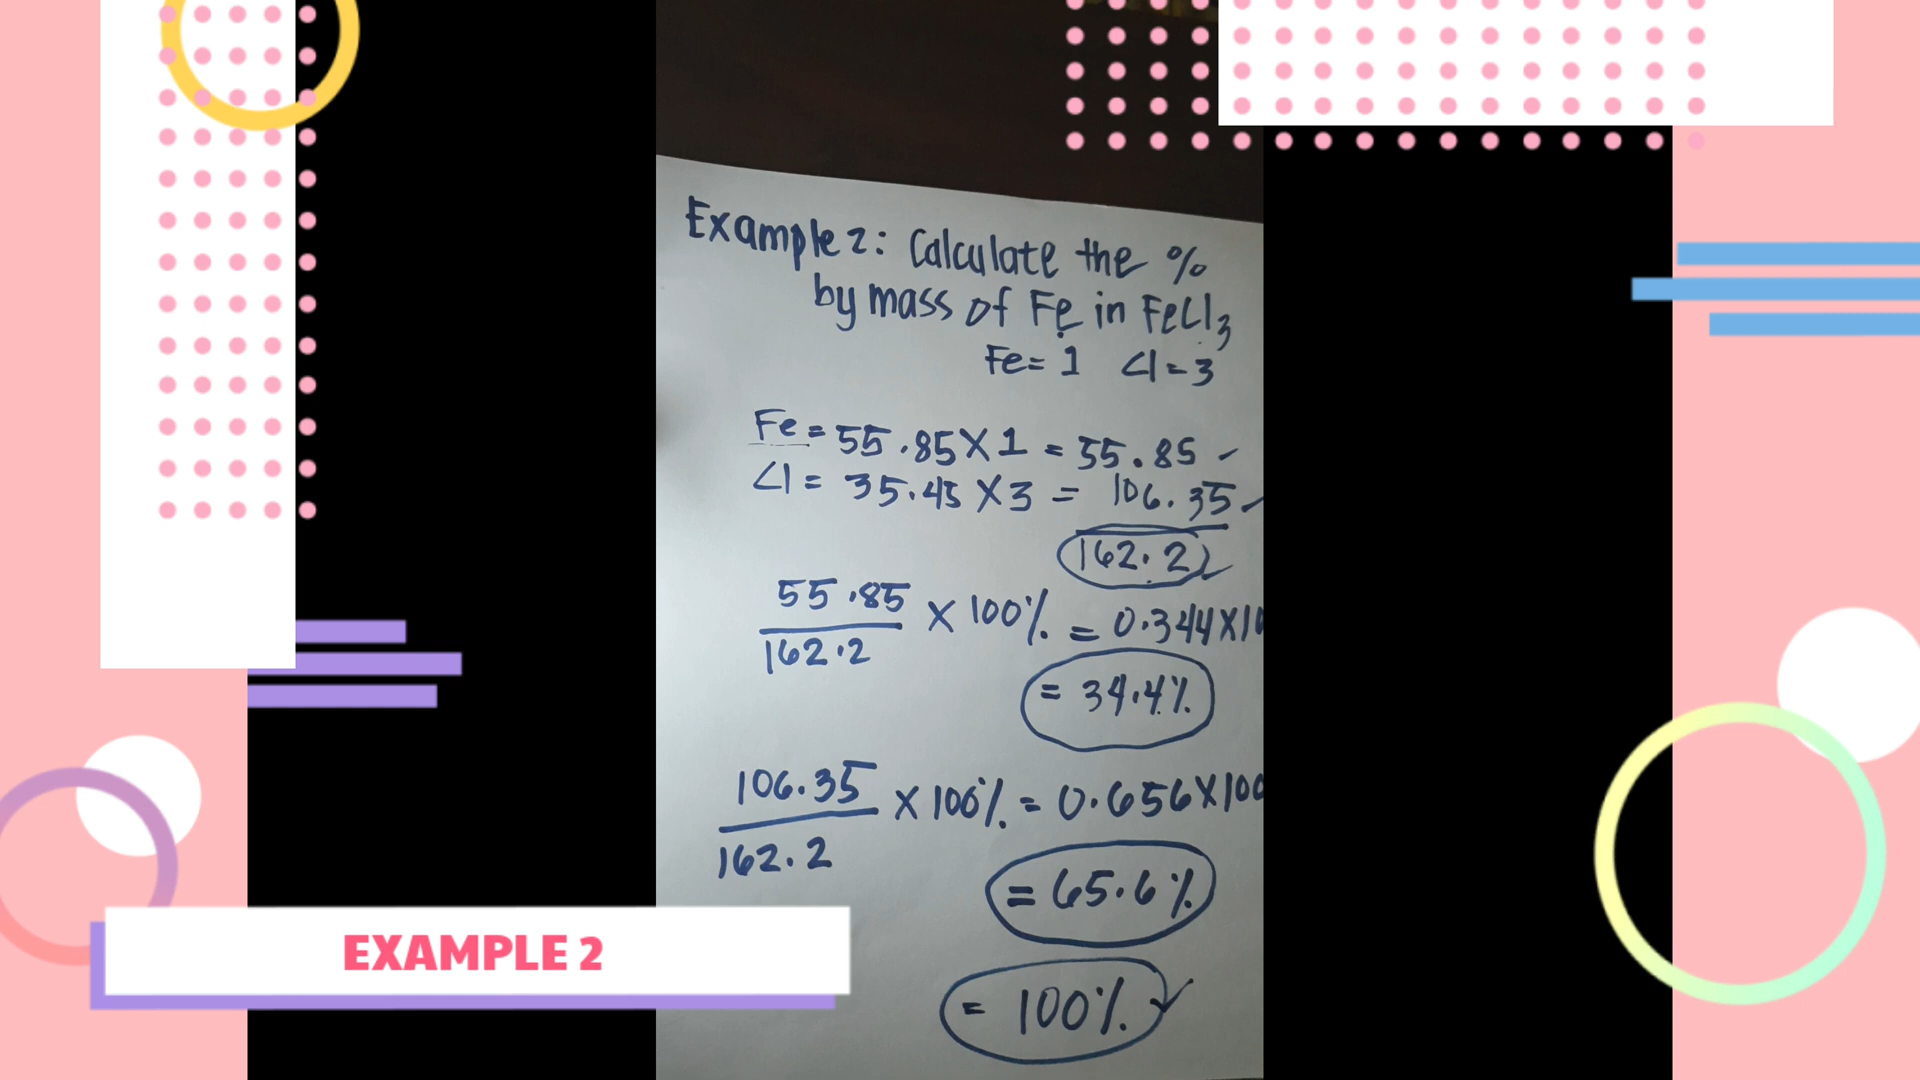 Example 2: Calculate the %
by mass of Fe in FeCl3
Fe = 1 Cl = 3
Fe = 55.85 X 1 = 55.85 ✓
Cl = 35.45 X 3 = 106.35 ✓
162.2
55.85
162.2
X 100% = 0.344 X 10
= 34.4%
106.35
162.2
X 100% = 0.656 X 100
= 65.6%
= 100% ✓
EXAMPLE 2